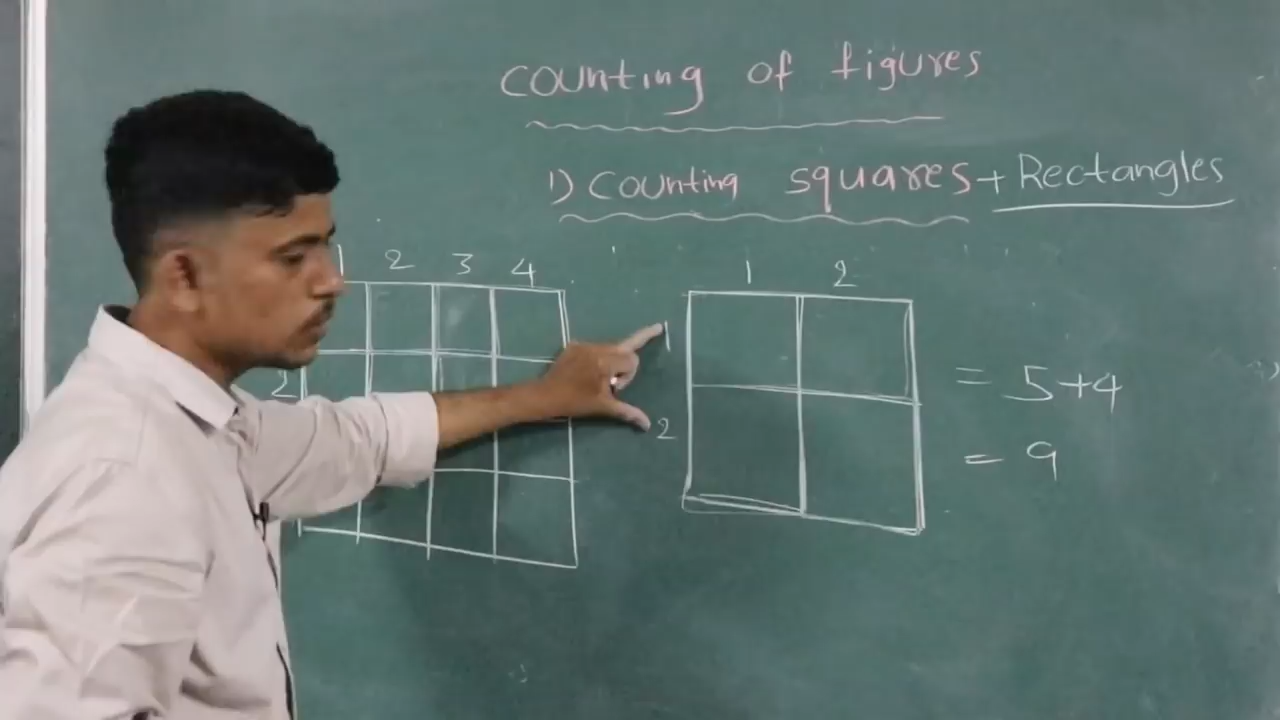 counting of figures
1) counting squares + Rectangles
1 2 3 4
2
1 2
1
2
= 5+4
= 9